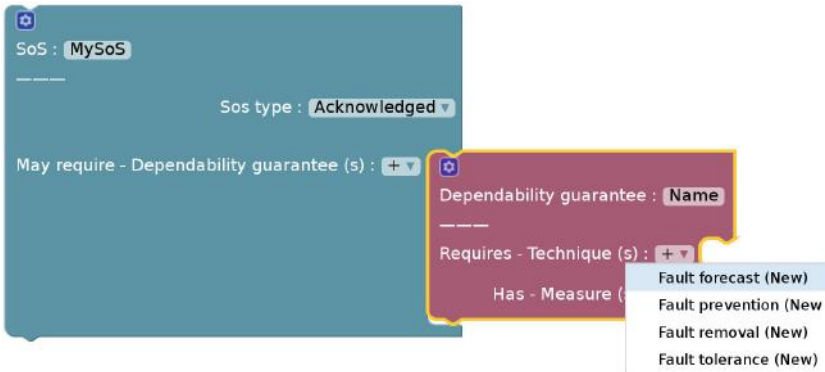 SoS : MySoS
———
Sos type : Acknowledged ▾
May require - Dependability guarantee (s) : + ▾
Dependability guarantee : Name
———
Requires - Technique (s) : + ▾
Has - Measure (
Fault forecast (New)
Fault prevention (New
Fault removal (New)
Fault tolerance (New)